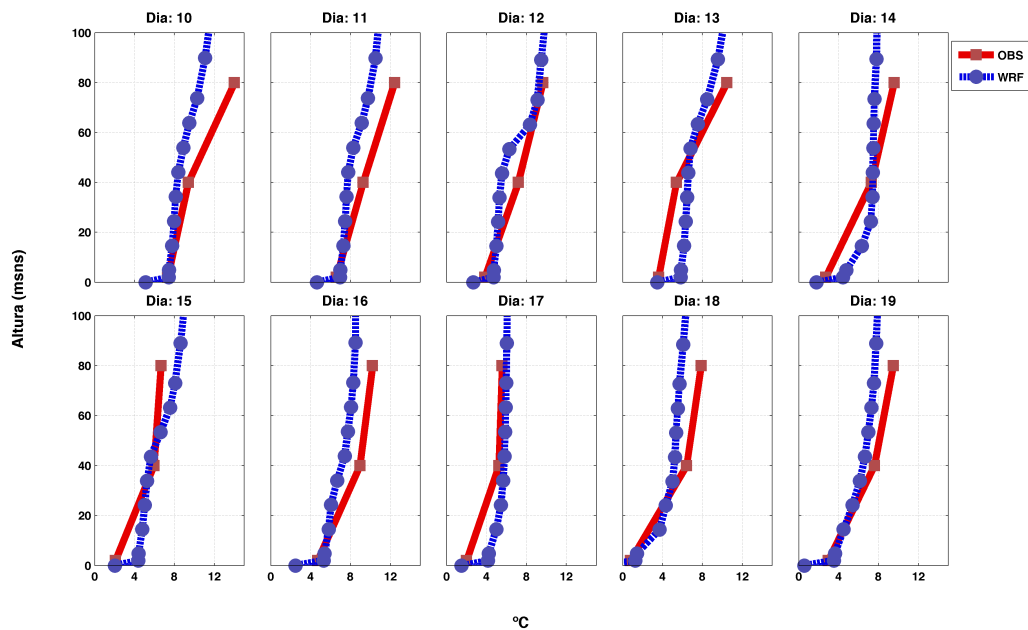 Dia: 10 Dia: 11 Dia: 12 Dia: 13 Dia: 14
100
80
60
40
20
0
OBS
WRF
Altura (msns)
Dia: 15 Dia: 16 Dia: 17 Dia: 18 Dia: 19
100
80
60
40
20
0
0 4 8 12 0 4 8 12 0 4 8 12 0 4 8 12 0 4 8 12
ºC